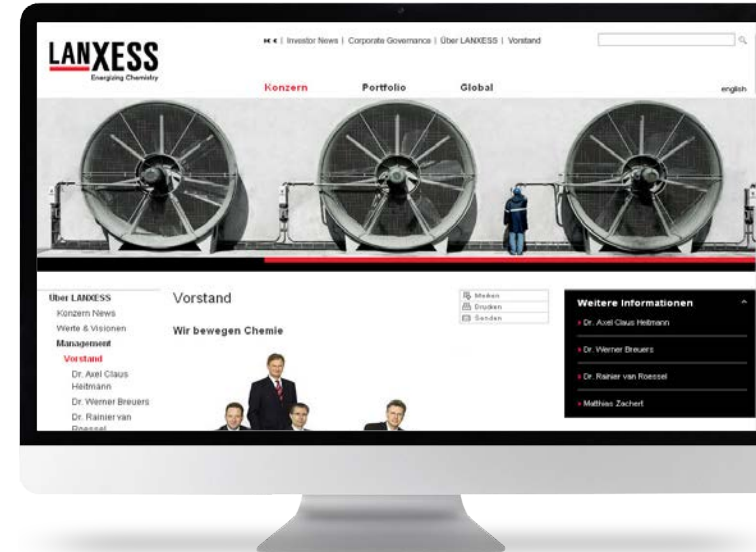 LANXESS
Energizing Chemistry
| Investor News | Corporate Governance | Über LANXESS | Vorstand
Konzern Portfolio Global
english
Über LANXESS
Konzern News
Werte & Visionen
Management
Vorstand
Dr. Axel Claus
Heitmann
Dr. Werner Breuers
Dr. Rainier van
Roessel
Vorstand
Wir bewegen Chemie
Merken
Drucken
Senden
Weitere Informationen
Dr. Axel Claus Heitmann
Dr. Werner Breuers
Dr. Rainier van Roessel
Matthias Zachert